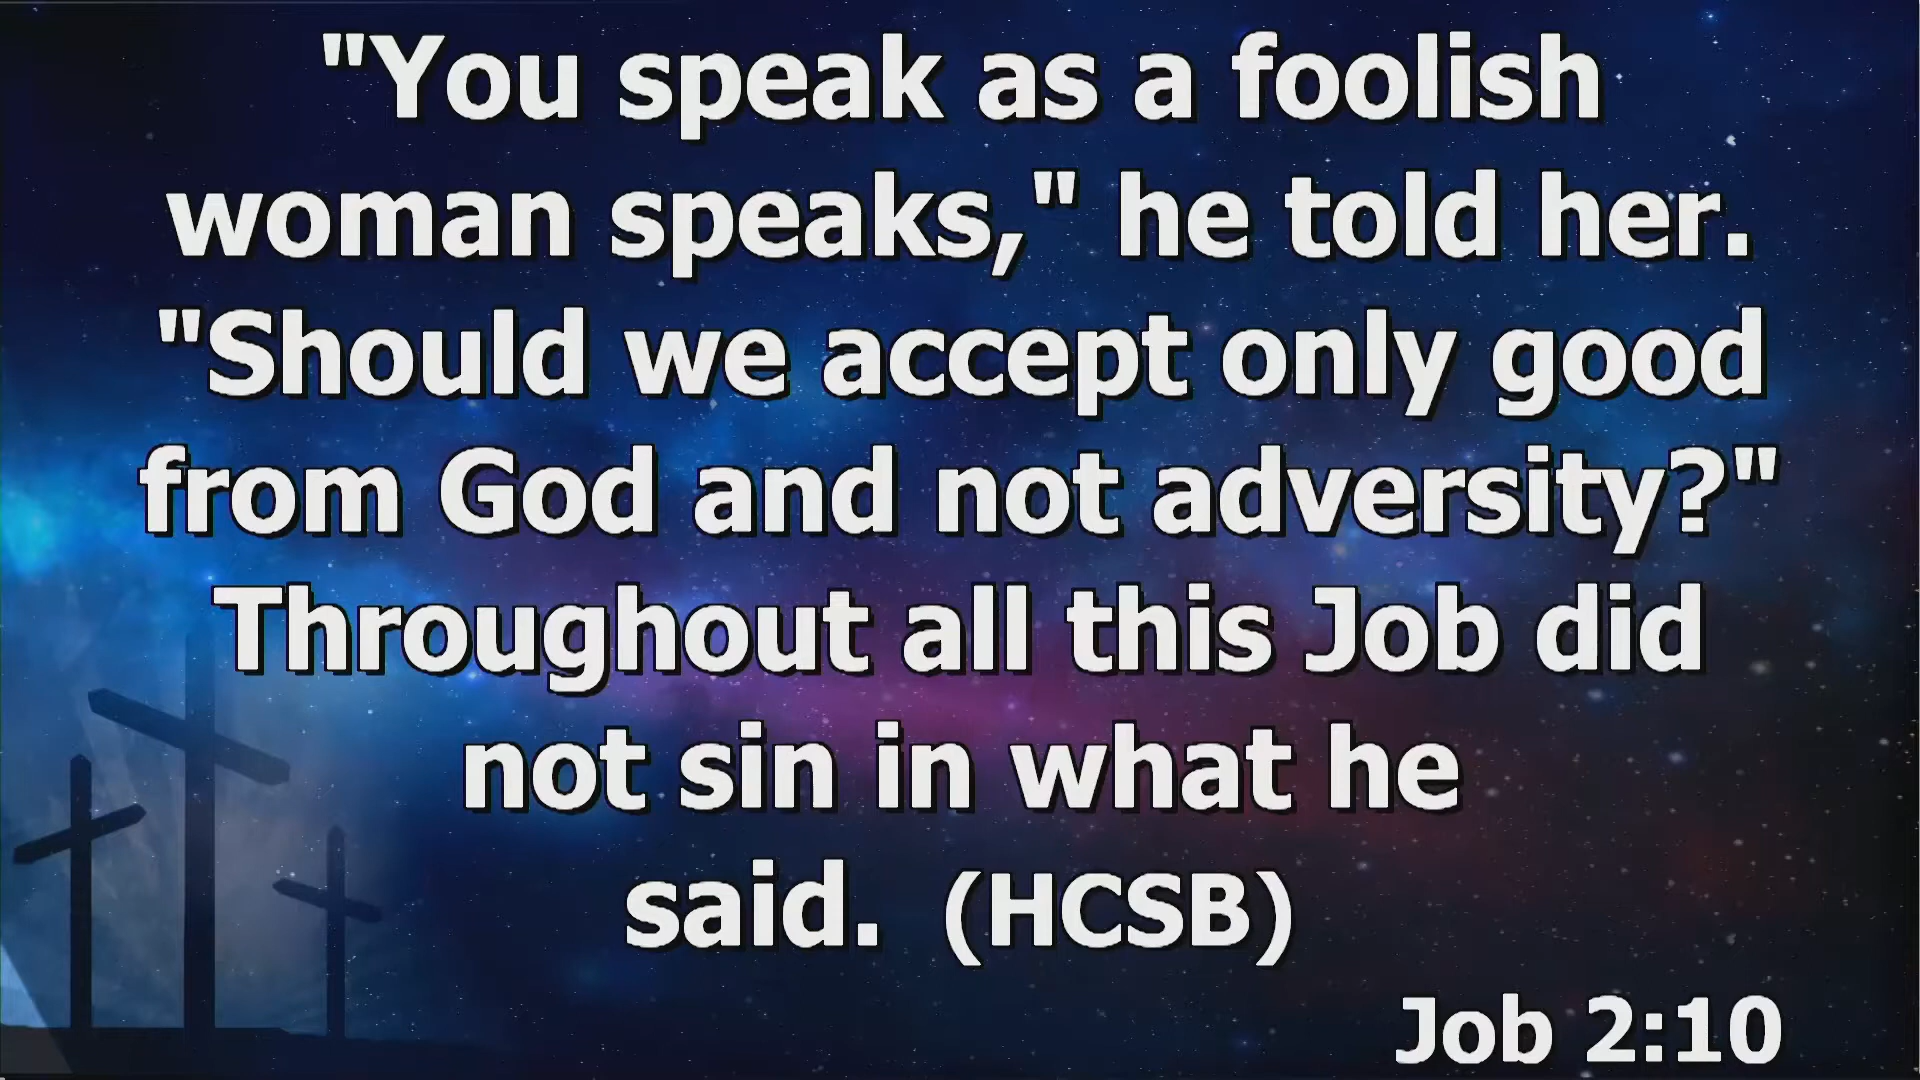 "You speak as a foolish
woman speaks," he told her.
"Should we accept only good
from God and not adversity?"
Throughout all this Job did
not sin in what he
said.  (HCSB)
Job 2:10